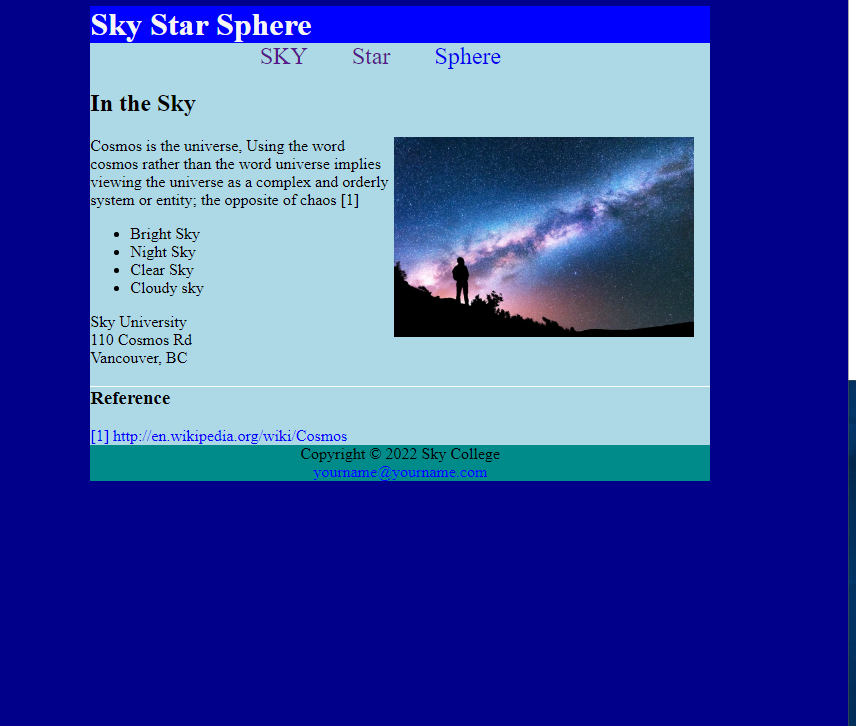 Sky Star Sphere
SKY Star Sphere
In the Sky
Cosmos is the universe, Using the word
cosmos rather than the word universe implies
viewing the universe as a complex and orderly
system or entity; the opposite of chaos [1]
Bright Sky
Night Sky
Clear Sky
Cloudy sky
Sky University
110 Cosmos Rd
Vancouver, BC
Reference
[1] http://en.wikipedia.org/wiki/Cosmos
Copyright © 2022 Sky College
yourname@yourname.com